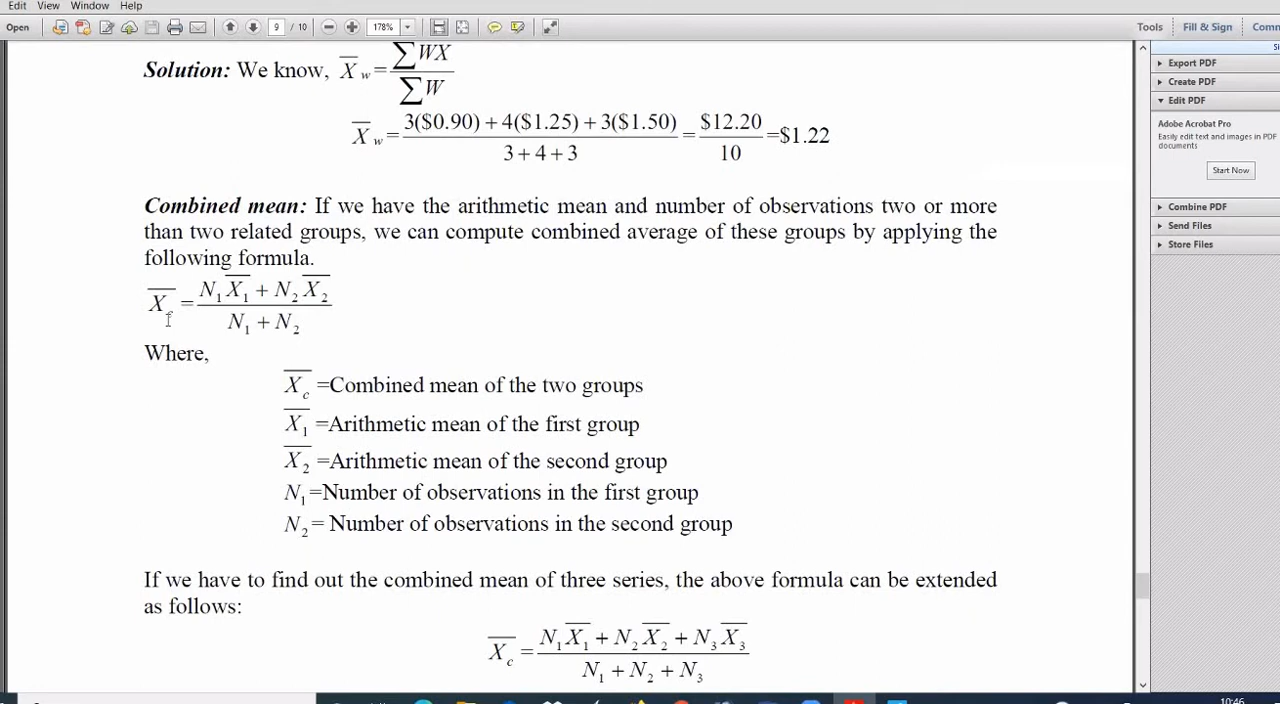 Edit View Window Help
Open 9 / 10 178% Tools Fill & Sign
Solution: We know, X̄w = ∑WX / ∑W
X̄w = 3($0.90) + 4($1.25) + 3($1.50) / 3 + 4 + 3 = $12.20 / 10 = $1.22
Combined mean: If we have the arithmetic mean and number of observations two or more
than two related groups, we can compute combined average of these groups by applying the
following formula.
X̄c = N₁X̄₁ + N₂X̄₂ / N₁ + N₂
Where,
X̄c =Combined mean of the two groups
X̄₁ =Arithmetic mean of the first group
X̄₂ =Arithmetic mean of the second group
N₁=Number of observations in the first group
N₂= Number of observations in the second group
If we have to find out the combined mean of three series, the above formula can be extended
as follows:
X̄c = N₁X̄₁ + N₂X̄₂ + N₃X̄₃ / N₁ + N₂ + N₃
Export PDF
Create PDF
Edit PDF
Adobe Acrobat Pro
Easily edit text and images in PDF
documents
Start Now
Combine PDF
Send Files
Store Files
10:46